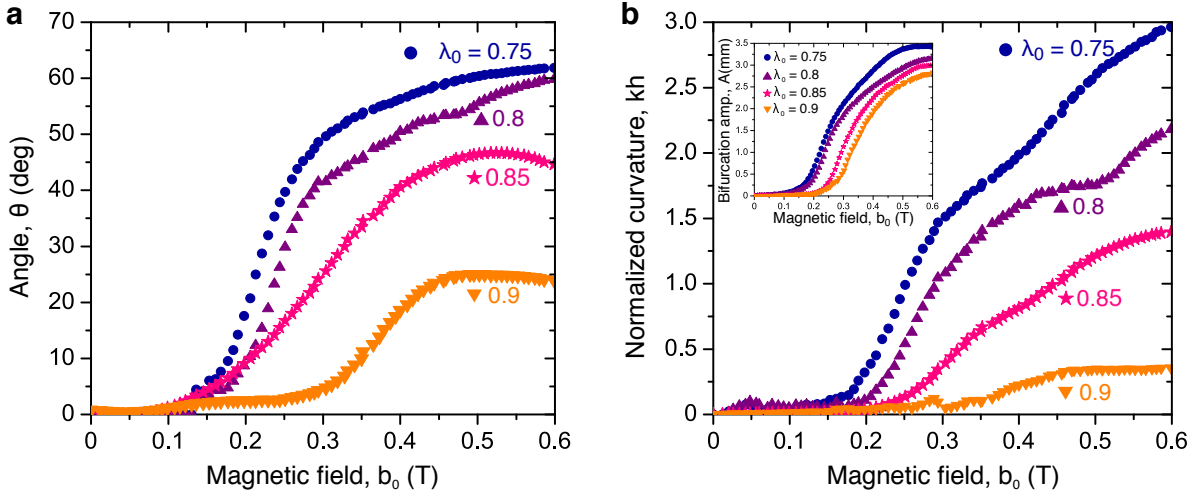 a
70
60
50
40
30
20
10
0
Angle, θ (deg)
λ0 = 0.75
0.8
0.85
0.9
0 0.1 0.2 0.3 0.4 0.5 0.6
Magnetic field, b0 (T)
b
3.0
2.5
2.0
1.5
1.0
0.5
0
Normalized curvature, kh
λ0 = 0.75
0.8
0.85
0.9
0 0.1 0.2 0.3 0.4 0.5 0.6
Magnetic field, b0 (T)
3.5
3.0
2.5
2.0
1.5
1.0
0.5
0
Bifurcation amp., A(mm)
λ0 = 0.75
λ0 = 0.8
λ0 = 0.85
λ0 = 0.9
0 0.1 0.2 0.3 0.4 0.5 0.6
Magnetic field, b0 (T)